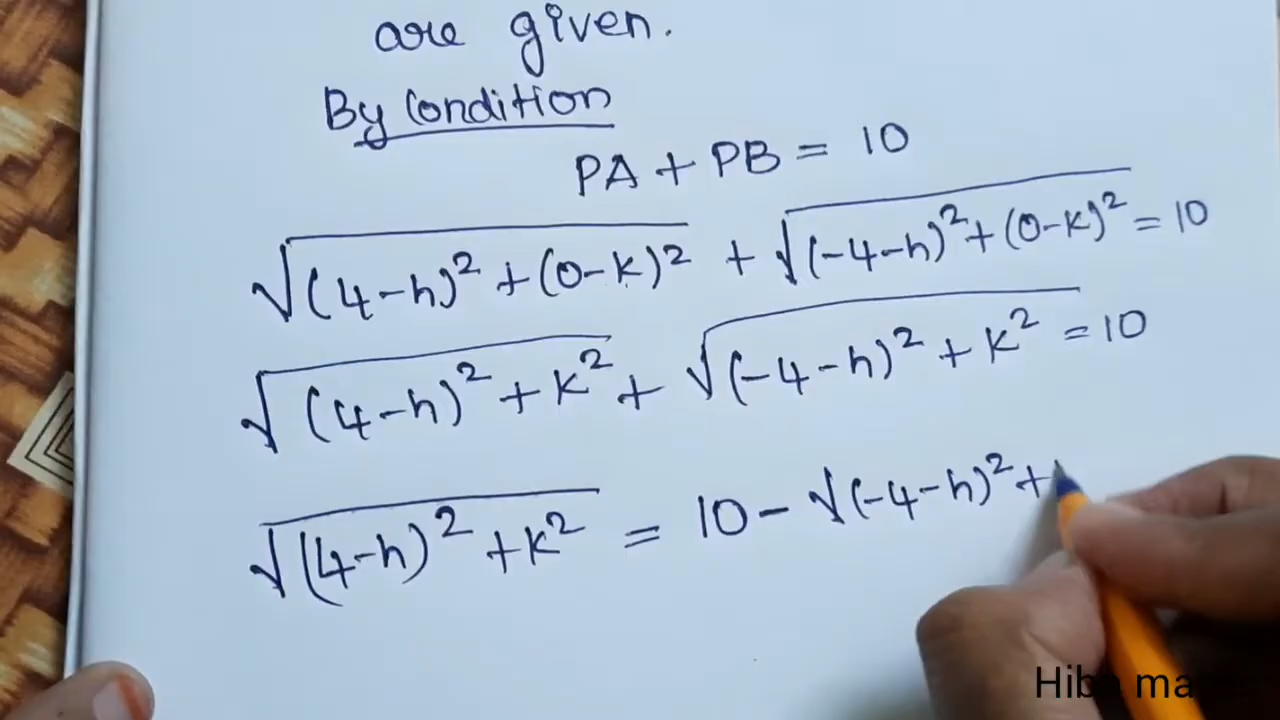 are given.
By Condition
PA + PB = 10
√(4-h)² + (0-k)² + √(-4-h)² + (0-k)² = 10
√(4-h)² + k² + √(-4-h)² + k² = 10
√(4-h)² + k² = 10 - √(-4-h)² +